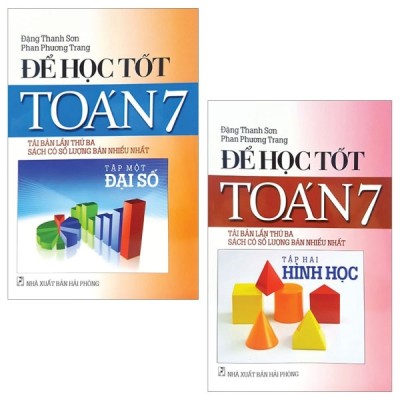 Đặng Thanh Sơn
Phan Phương Trang
ĐỂ HỌC TỐT
TOÁN 7
TÁI BẢN LẦN THỨ BA
SÁCH CÓ SỐ LƯỢNG BÁN NHIỀU NHẤT
TẬP MỘT
ĐẠI SỐ
NHÀ XUẤT BẢN HẢI PHÒNG
Đặng Thanh Sơn
Phan Phương Trang
ĐỂ HỌC TỐT
TOÁN 7
TÁI BẢN LẦN THỨ BA
SÁCH CÓ SỐ LƯỢNG BÁN NHIỀU NHẤT
TẬP HAI
HÌNH HỌC
NHÀ XUẤT BẢN HẢI PHÒNG